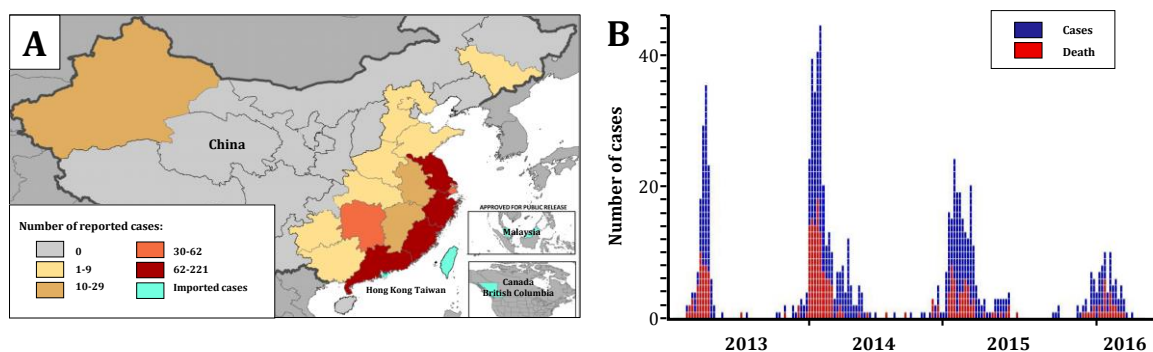 A
China
Number of reported cases:
0
1-9
10-29
30-62
62-221
Imported cases
APPROVED FOR PUBLIC RELEASE
Malaysia
Canada
British Columbia
Hong Kong Taiwan
B
Cases
Death
Number of cases
40
20
0
2013 2014 2015 2016